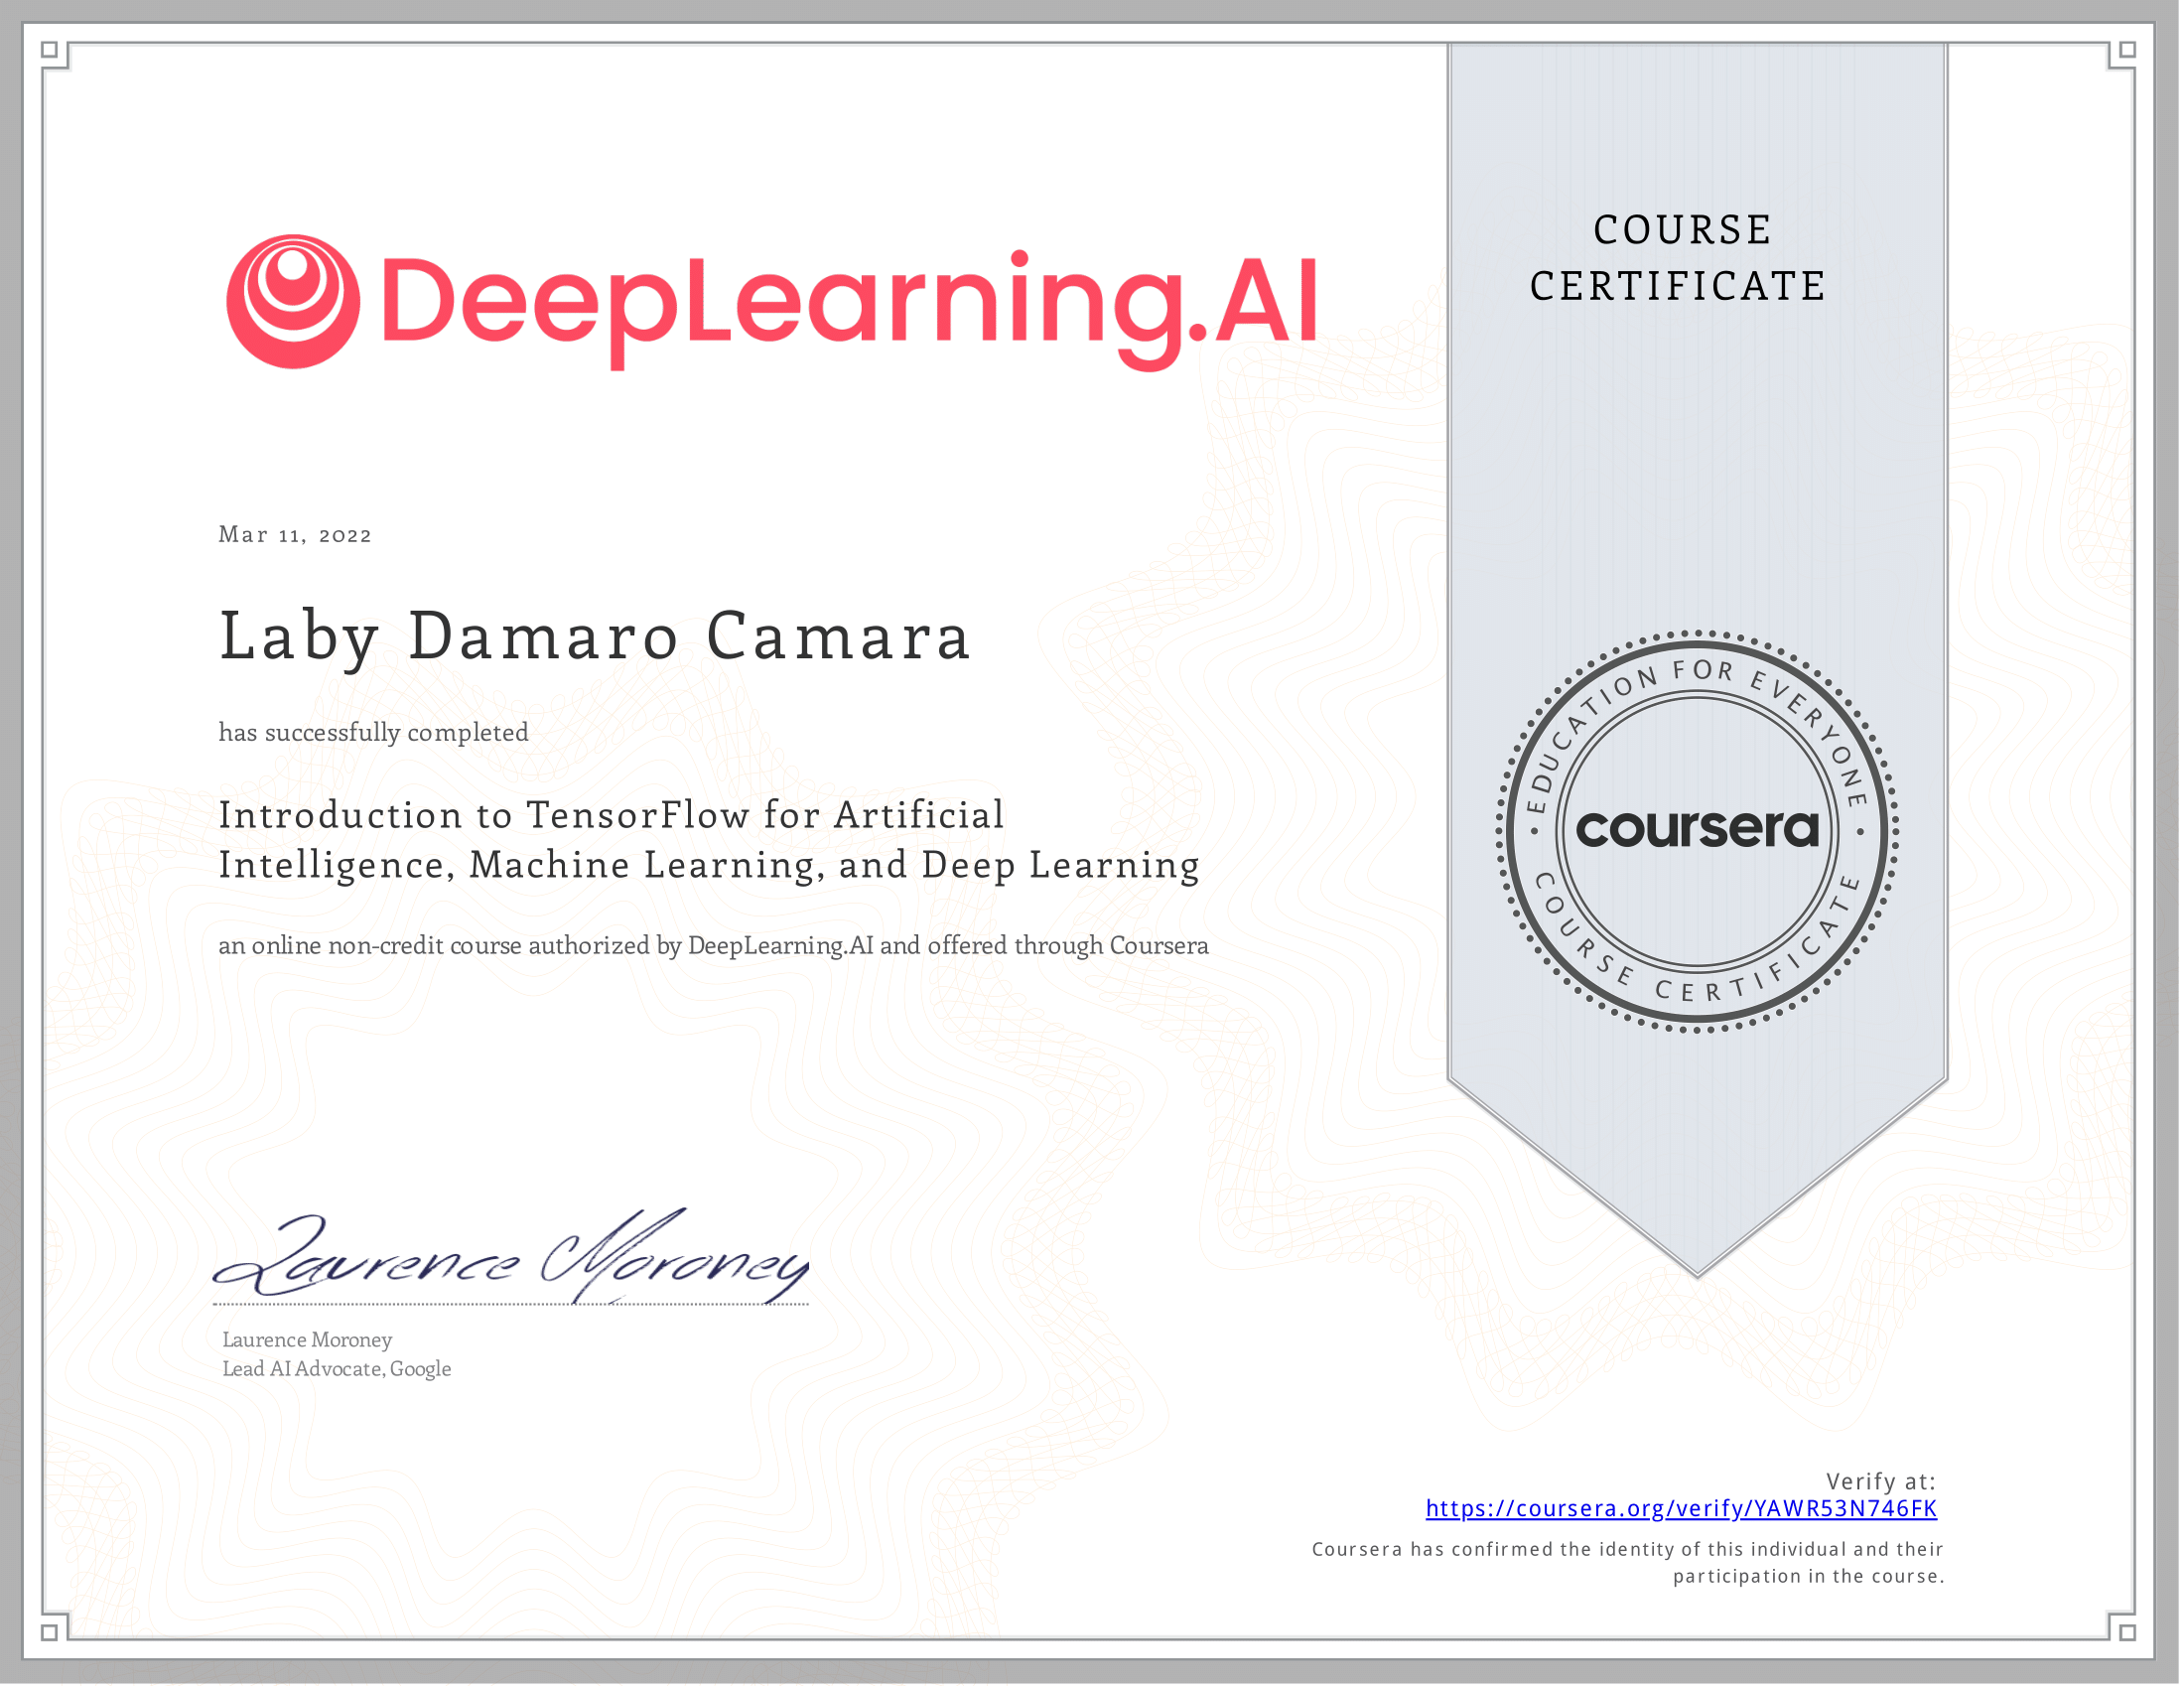 DeepLearning.AI
COURSE
CERTIFICATE
Mar 11, 2022
Laby Damaro Camara
has successfully completed
Introduction to TensorFlow for Artificial
Intelligence, Machine Learning, and Deep Learning
an online non-credit course authorized by DeepLearning.AI and offered through Coursera
EDUCATION FOR EVERYONE
coursera
COURSE CERTIFICATE
Laurence Moroney
Laurence Moroney
Lead AI Advocate, Google
Verify at:
https://coursera.org/verify/YAWR53N746FK
Coursera has confirmed the identity of this individual and their
participation in the course.